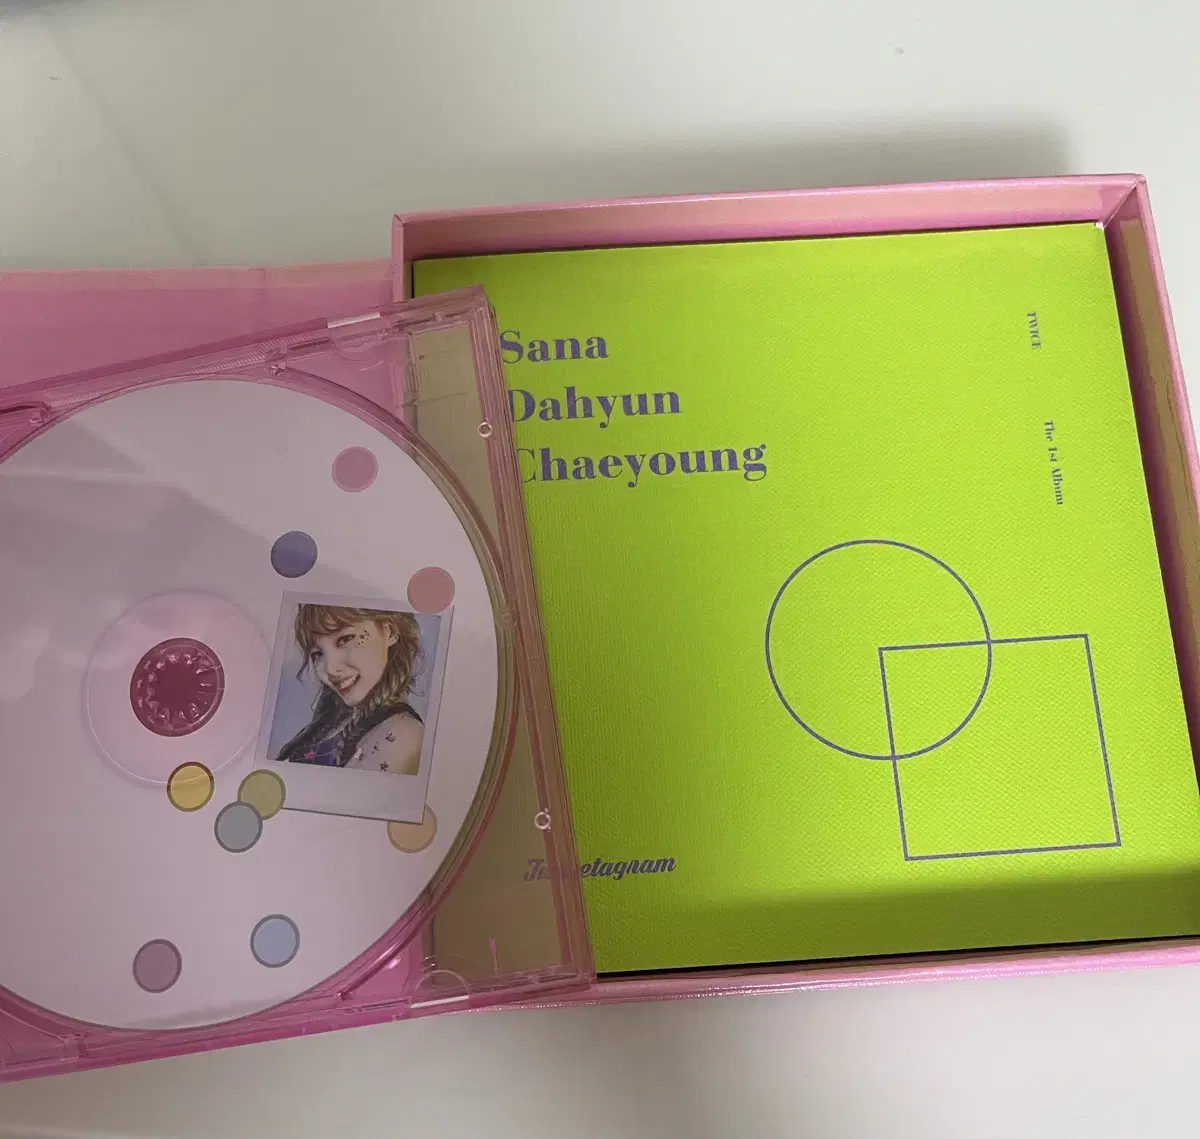 Sana
Dahyun
Chaeyoung
TWICE
The 1st Album